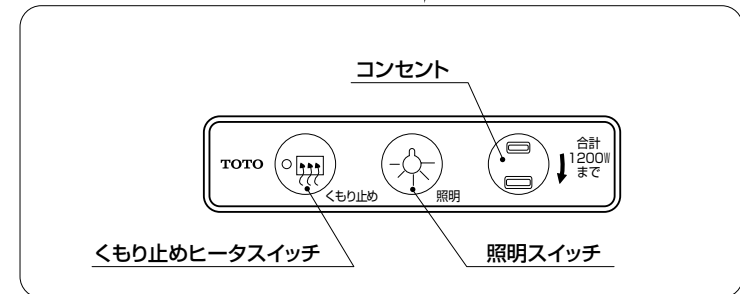 コンセント
TOTO
くもり止め
照明
合計
1200W
まで
くもり止めヒータスイッチ
照明スイッチ